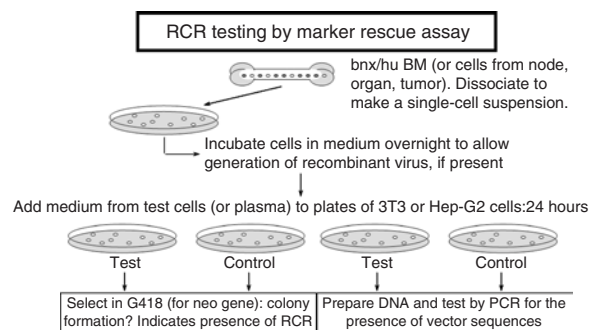 RCR testing by marker rescue assay
bnx/hu BM (or cells from node,
organ, tumor). Dissociate to
make a single-cell suspension.
Incubate cells in medium overnight to allow
generation of recombinant virus, if present
Add medium from test cells (or plasma) to plates of 3T3 or Hep-G2 cells:24 hours
Test
Control
Test
Control
Select in G418 (for neo gene): colony
formation? Indicates presence of RCR
Prepare DNA and test by PCR for the
presence of vector sequences